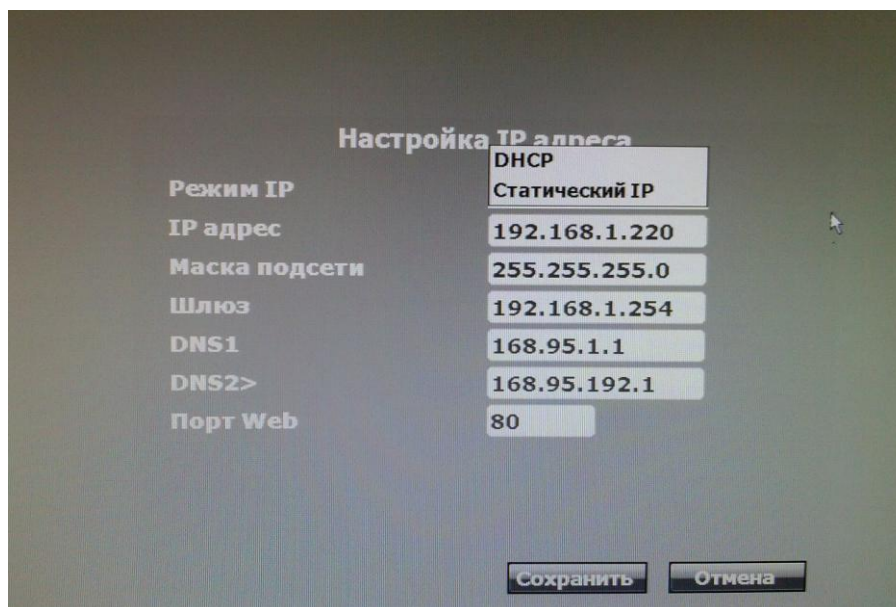 Настройка IP адреса
DHCP
Режим IP Статический IP
IP адрес 192.168.1.220
Маска подсети 255.255.255.0
Шлюз 192.168.1.254
DNS1 168.95.1.1
DNS2> 168.95.192.1
Порт Web 80
Сохранить Отмена